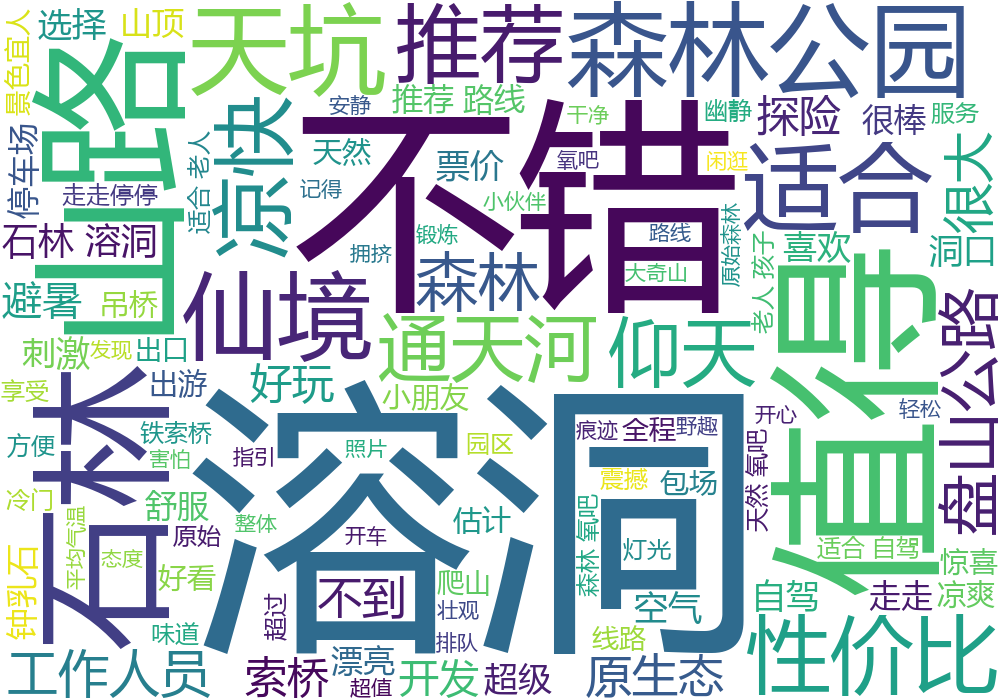 选择
山顶
天坑
推荐
森林公园
景色宜人
山路
凉快
安静
推荐 路线
干净
幽静
探险
很棒
服务
停车场
适合 老人
天然
票价
氧吧
闲逛
适合
很大
走走停停
记得
小伙伴
不错
石林 溶洞
拥挤
锻炼
路线
原始森林
老人 孩子
喜欢
洞口
避暑
吊桥
仙境
森林
大奇山
值得
盘山公路
刺激
发现
出口
通天河
仰天
享受
石林
出游
好玩
小朋友
轻松
方便
铁索桥
害怕
指引
照片
园区
痕迹
全程
野趣
开心
冷门
平均气温
舒服
溶洞
震撼
包场
天然 氧吧
原始
整体
开车
估计
森林 氧吧
灯光
适合 自驾
惊喜
钟乳石
态度
好看
超过
不到
爬山
壮观
空气
自驾
走走
凉爽
味道
排队
线路
性价比
工作人员
索桥
漂亮
超值
开发
超级
原生态